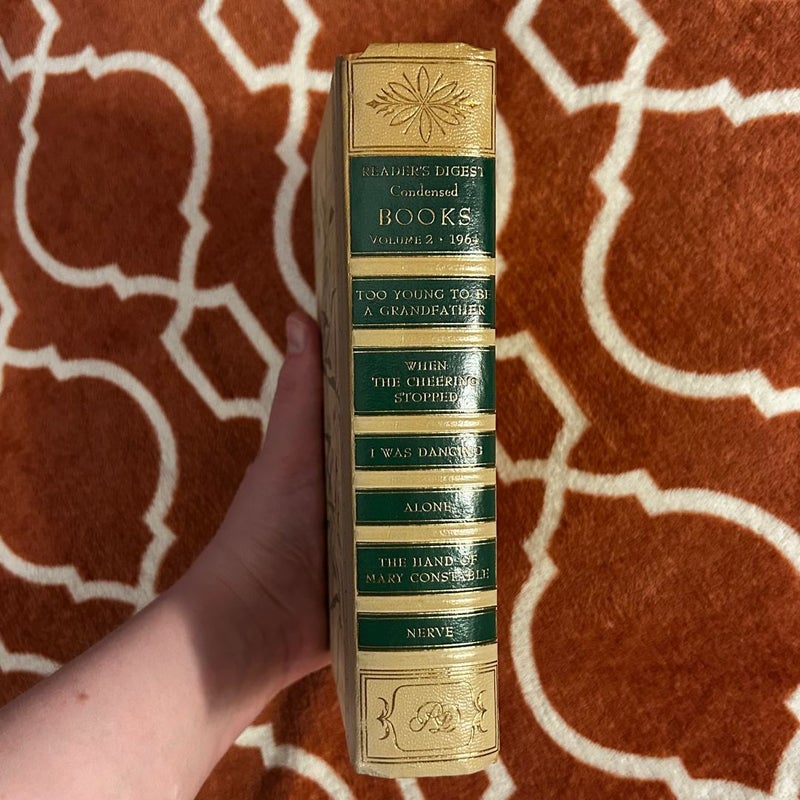 READER'S DIGEST
Condensed
BOOKS
VOLUME 2 · 1964
TOO YOUNG TO BE
A GRANDFATHER
WHEN
THE CHEERING
STOPPED
I WAS DANCING
ALONE
THE HAND OF
MARY CONSTABLE
NERVE